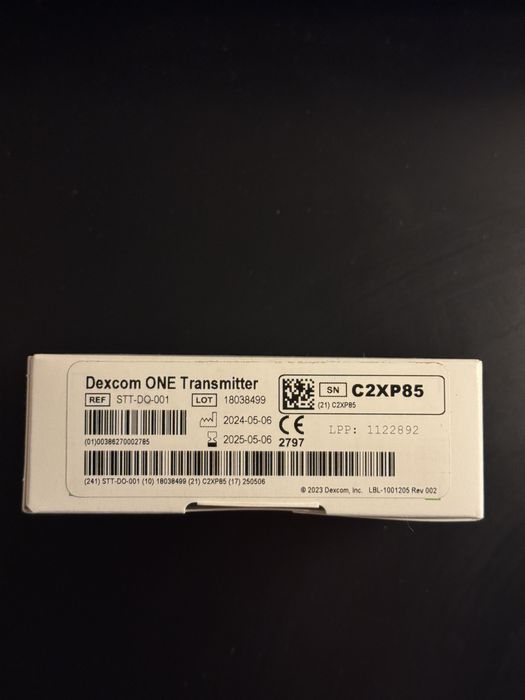 Dexcom ONE Transmitter
REF STT-DO-001 LOT 18038499
2024-05-06
(01)00386270002785
2025-05-06
CE 2797
SN C2XP85
(21) C2XP85
LPP: 1122892
(241) STT-DO-001 (10) 18038499 (21) C2XP85 (17) 250506
© 2023 Dexcom, Inc. LBL-1001205 Rev 002